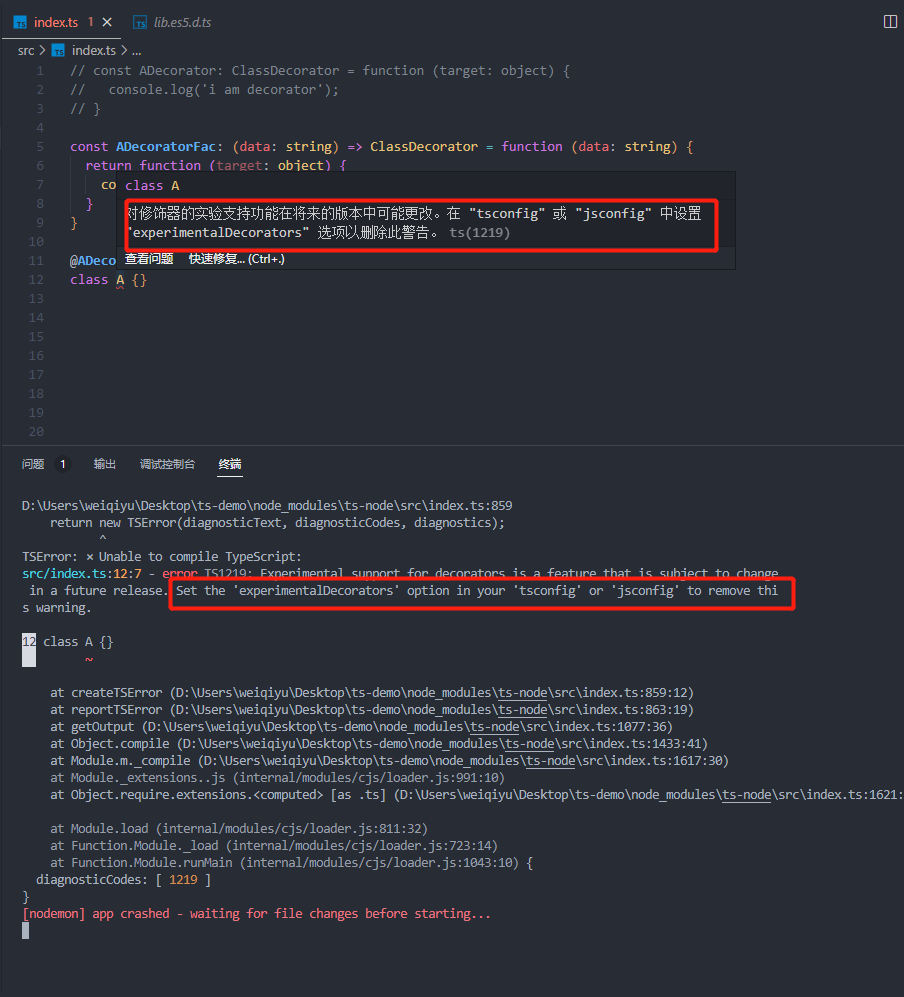 TS index.ts 1 × TS lib.es5.d.ts
src > TS index.ts > ...
1 // const ADecorator: ClassDecorator = function (target: object) {
2 //   console.log('i am decorator');
3 // }
4
5 const ADecoratorFac: (data: string) => ClassDecorator = function (data: string) {
6   return function (target: object) {
7     co
class A
8   }
对修饰器的实验支持功能在将来的版本中可能更改。在 "tsconfig" 或 "jsconfig" 中设置
9 }
"experimentalDecorators" 选项以删除此警告。 ts(1219)
10
11 @ADeco
查看问题 快速修复... (Ctrl+.)
12 class A {}
13
14
15
16
17
18
19
20
问题 1 输出 调试控制台 终端
D:\Users\weiqiyu\Desktop\ts-demo\node_modules\ts-node\src\index.ts:859
    return new TSError(diagnosticText, diagnosticCodes, diagnostics);
           ^
TSError: × Unable to compile TypeScript:
src/index.ts:12:7 - error TS1219: Experimental support for decorators is a feature that is subject to change
 in a future release. Set the 'experimentalDecorators' option in your 'tsconfig' or 'jsconfig' to remove thi
s warning.
12 class A {}
         ~
    at createTSError (D:\Users\weiqiyu\Desktop\ts-demo\node_modules\ts-node\src\index.ts:859:12)
    at reportTSError (D:\Users\weiqiyu\Desktop\ts-demo\node_modules\ts-node\src\index.ts:863:19)
    at getOutput (D:\Users\weiqiyu\Desktop\ts-demo\node_modules\ts-node\src\index.ts:1077:36)
    at Object.compile (D:\Users\weiqiyu\Desktop\ts-demo\node_modules\ts-node\src\index.ts:1433:41)
    at Module.m._compile (D:\Users\weiqiyu\Desktop\ts-demo\node_modules\ts-node\src\index.ts:1617:30)
    at Module._extensions..js (internal/modules/cjs/loader.js:991:10)
    at Object.require.extensions.<computed> [as .ts] (D:\Users\weiqiyu\Desktop\ts-demo\node_modules\ts-node\src\index.ts:1621:
    at Module.load (internal/modules/cjs/loader.js:811:32)
    at Function.Module._load (internal/modules/cjs/loader.js:723:14)
    at Function.Module.runMain (internal/modules/cjs/loader.js:1043:10) {
  diagnosticCodes: [ 1219 ]
}
[nodemon] app crashed - waiting for file changes before starting...